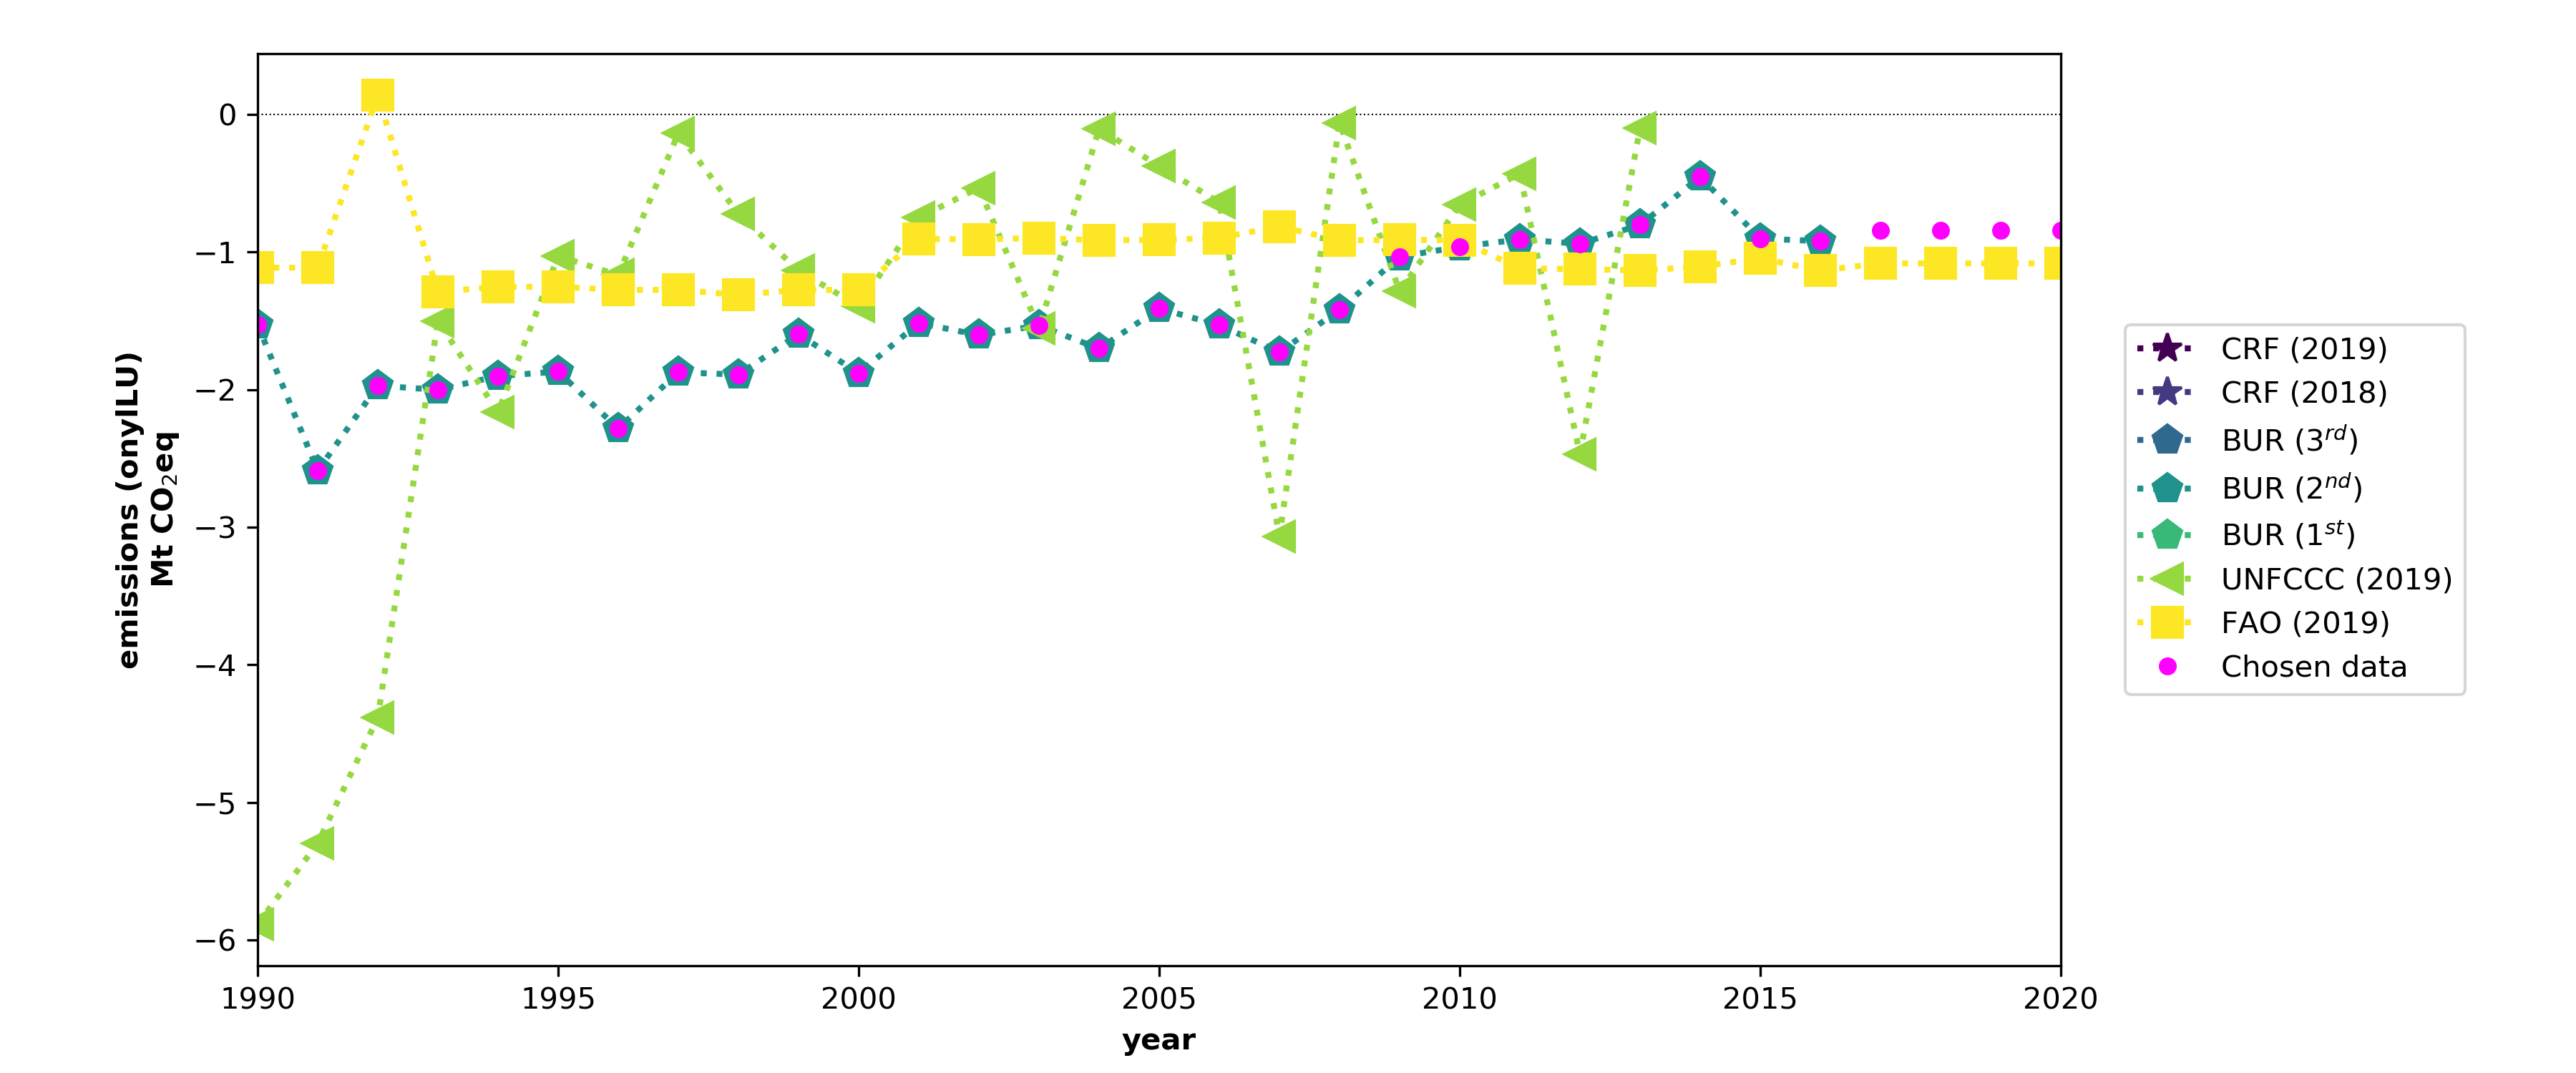 emissions (onylLU)
Mt CO₂eq
0
−1
−2
−3
−4
−5
−6
1990
1995
2000
2005
2010
2015
2020
year
CRF (2019)
CRF (2018)
BUR (3ʳᵈ)
BUR (2ⁿᵈ)
BUR (1ˢᵗ)
UNFCCC (2019)
FAO (2019)
Chosen data